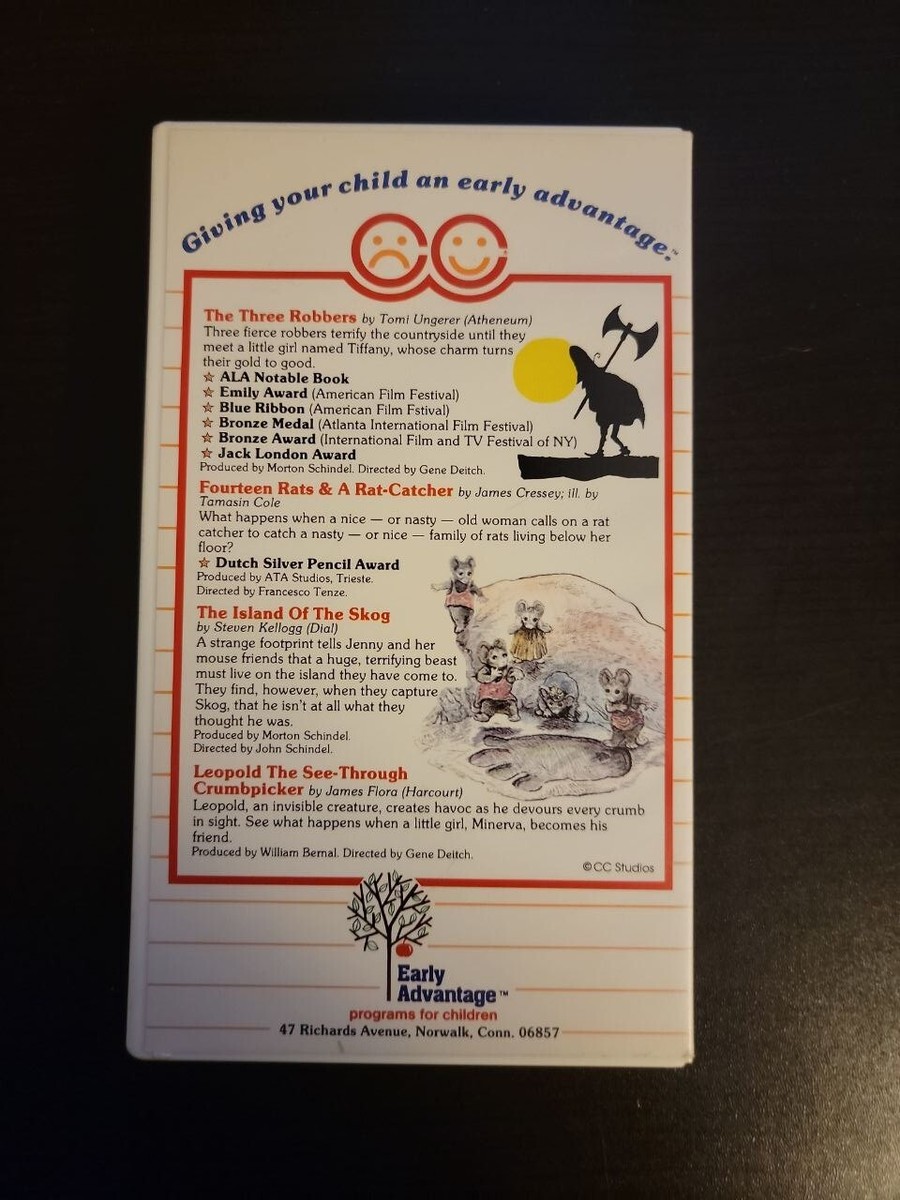 Giving your child an early advantage.™
The Three Robbers by Tomi Ungerer (Atheneum)
Three fierce robbers terrify the countryside until they
meet a little girl named Tiffany, whose charm turns
their gold to good.
☆ ALA Notable Book
☆ Emily Award (American Film Festival)
☆ Blue Ribbon (American Film Fstival)
☆ Bronze Medal (Atlanta International Film Festival)
☆ Bronze Award (International Film and TV Festival of NY)
☆ Jack London Award
Produced by Morton Schindel. Directed by Gene Deitch.
Fourteen Rats & A Rat-Catcher by James Cressey; ill. by
Tamasin Cole
What happens when a nice — or nasty — old woman calls on a rat
catcher to catch a nasty — or nice — family of rats living below her
floor?
☆ Dutch Silver Pencil Award
Produced by ATA Studios, Trieste.
Directed by Francesco Tenze.
The Island Of The Skog
by Steven Kellogg (Dial)
A strange footprint tells Jenny and her
mouse friends that a huge, terrifying beast
must live on the island they have come to.
They find, however, when they capture
Skog, that he isn't at all what they
thought he was.
Produced by Morton Schindel.
Directed by John Schindel.
Leopold The See-Through
Crumbpicker by James Flora (Harcourt)
Leopold, an invisible creature, creates havoc as he devours every crumb
in sight. See what happens when a little girl, Minerva, becomes his
friend.
Produced by William Bernal. Directed by Gene Deitch.
© CC Studios
Early
Advantage™
programs for children
47 Richards Avenue, Norwalk, Conn. 06857